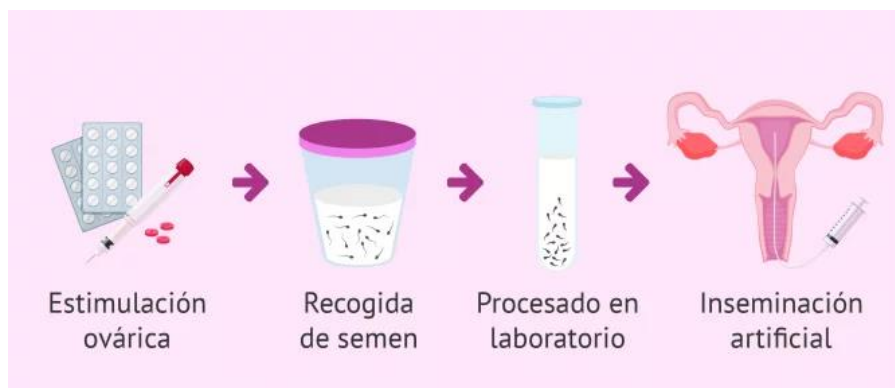 Estimulación
ovárica
Recogida
de semen
Procesado en
laboratorio
Inseminación
artificial